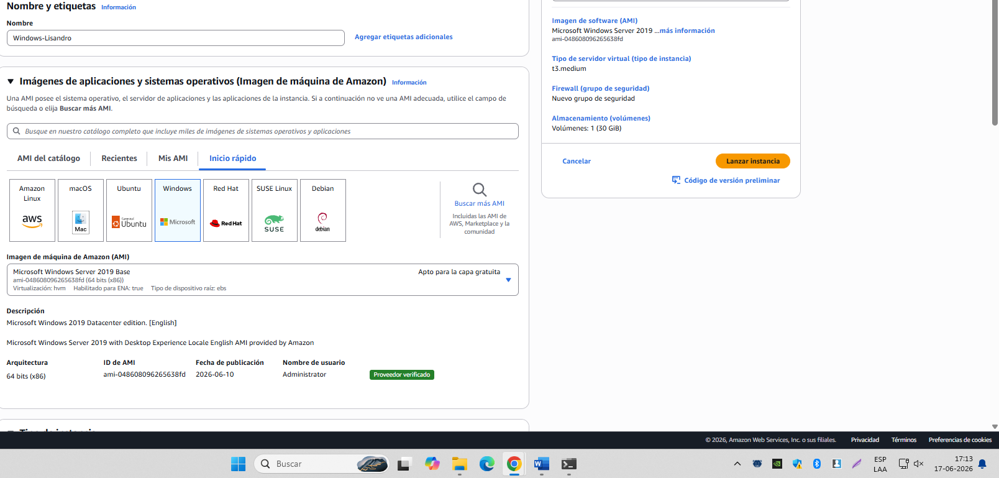 Nombre y etiquetas Información
Nombre
Windows-Lisandro
Agregar etiquetas adicionales
Imágenes de aplicaciones y sistemas operativos (Imagen de máquina de Amazon) Información
Una AMI posee el sistema operativo, el servidor de aplicaciones y las aplicaciones de la instancia. Si a continuación no ve una AMI adecuada, utilice el campo de
búsqueda o elija Buscar más AMI.
Busque en nuestro catálogo completo que incluye miles de imágenes de sistemas operativos y aplicaciones
AMI del catálogo
Recientes
Mis AMI
Inicio rápido
Amazon
Linux
aws
macOS
Mac
Ubuntu
Canonical
Ubuntu
Windows
Microsoft
Red Hat
Red Hat
SUSE Linux
SUSE
Debian
debian
Buscar más AMI
Incluidas las AMI de
AWS, Marketplace y la
comunidad
Imagen de máquina de Amazon (AMI)
Microsoft Windows Server 2019 Base
Apto para la capa gratuita
ami-048608096265638fd (64 bits (x86))
Virtualización: hvm Habilitado para ENA: true Tipo de dispositivo raíz: ebs
Descripción
Microsoft Windows 2019 Datacenter edition. [English]
Microsoft Windows Server 2019 with Desktop Experience Locale English AMI provided by Amazon
Arquitectura
64 bits (x86)
ID de AMI
ami-048608096265638fd
Fecha de publicación
2026-06-10
Nombre de usuario
Administrator
Proveedor verificado
Tipo de instancia
Imagen de software (AMI)
Microsoft Windows Server 2019 ...más información
ami-048608096265638fd
Tipo de servidor virtual (tipo de instancia)
t3.medium
Firewall (grupo de seguridad)
Nuevo grupo de seguridad
Almacenamiento (volúmenes)
Volúmenes: 1 (30 GiB)
Cancelar
Lanzar instancia
Código de versión preliminar
© 2026, Amazon Web Services, Inc. o sus filiales.
Privacidad
Términos
Preferencias de cookies
Buscar
ESP
LAA
17:13
17-06-2026